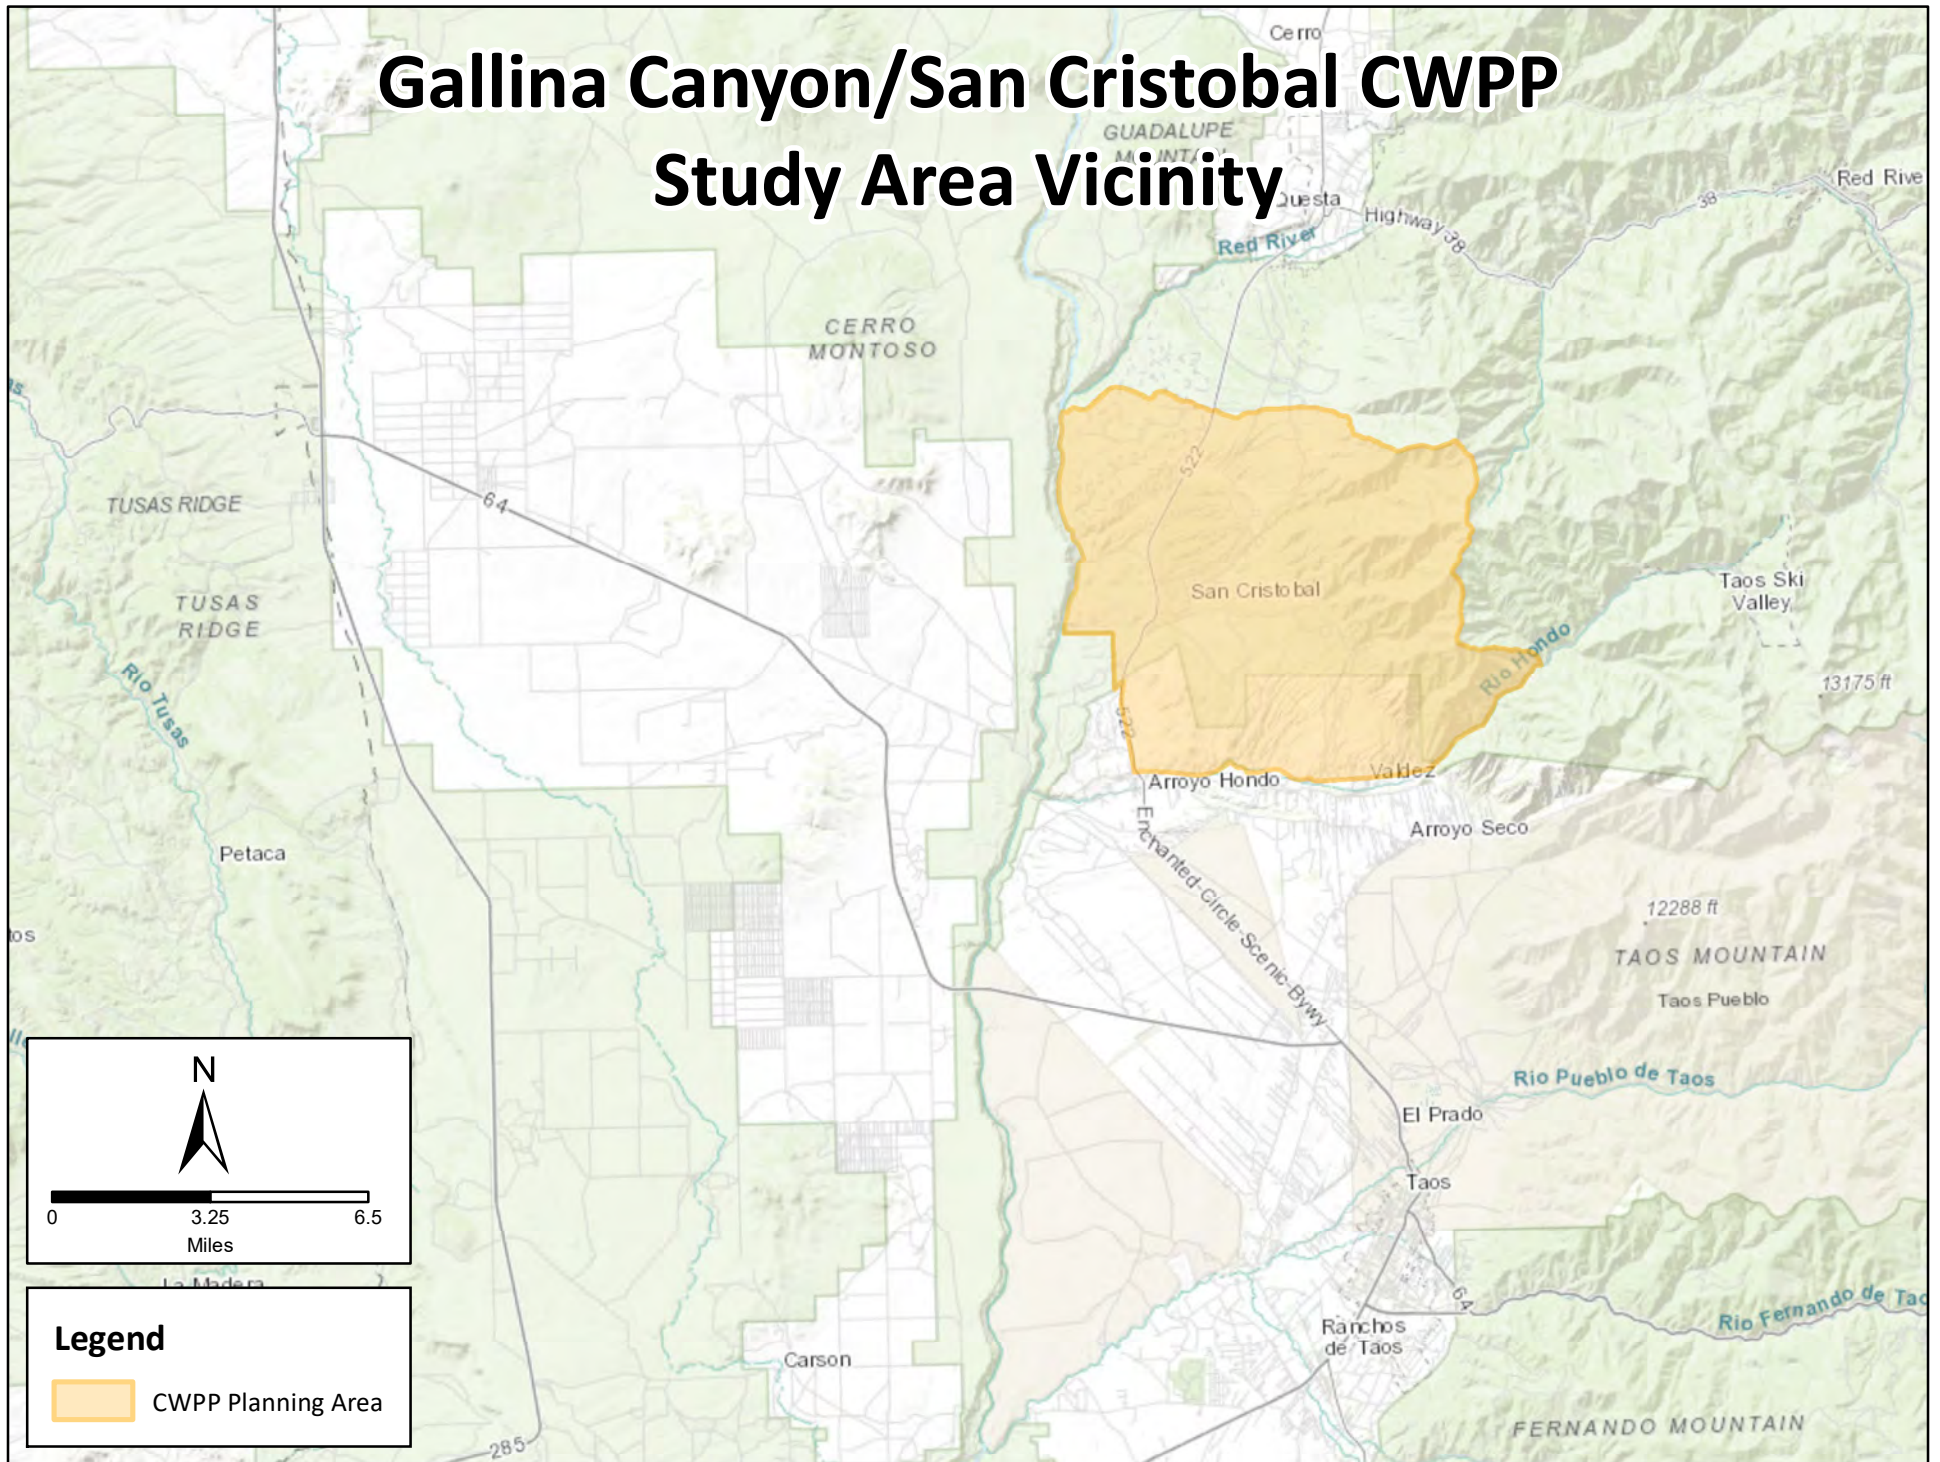 Cerro
Gallina Canyon/San Cristobal CWPP
GUADALUPE
Study Area Vicinity
Red Rive
38
Questa
Highway 38
Red River
CERRO
MONTOSO
522
64
TUSAS RIDGE
San Cristobal
Taos Ski
Valley
TUSAS
RIDGE
Rio Hondo
Rio Tusas
13175 ft
522
Valdez
Arroyo Hondo
Arroyo Seco
Petaca
Enchanted-Circle-Scenic-Bywy
12288 ft
TAOS MOUNTAIN
Taos Pueblo
Rio Pueblo de Taos
El Prado
Taos
N
0 3.25 6.5
Miles
La Madera
64
Rio Fernando de Tao
Ranchos
de Taos
Legend
CWPP Planning Area
Carson
FERNANDO MOUNTAIN
285